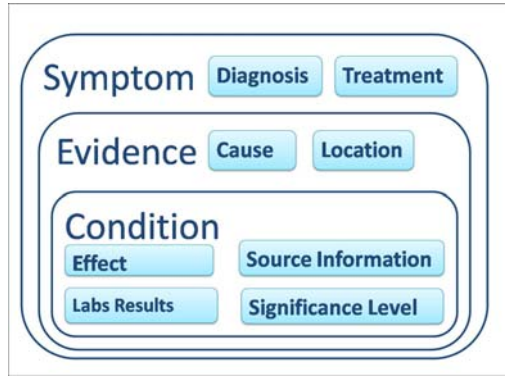 Symptom Diagnosis Treatment
Evidence Cause Location
Condition
Effect Source Information
Labs Results Significance Level